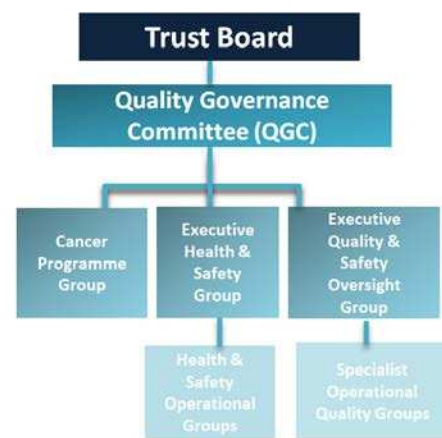 Trust Board
Quality Governance
Committee (QGC)
Cancer
Programme
Group
Executive
Health &
Safety
Group
Executive
Quality &
Safety
Oversight
Group
Health &
Safety
Operational
Groups
Specialist
Operational
Quality Groups